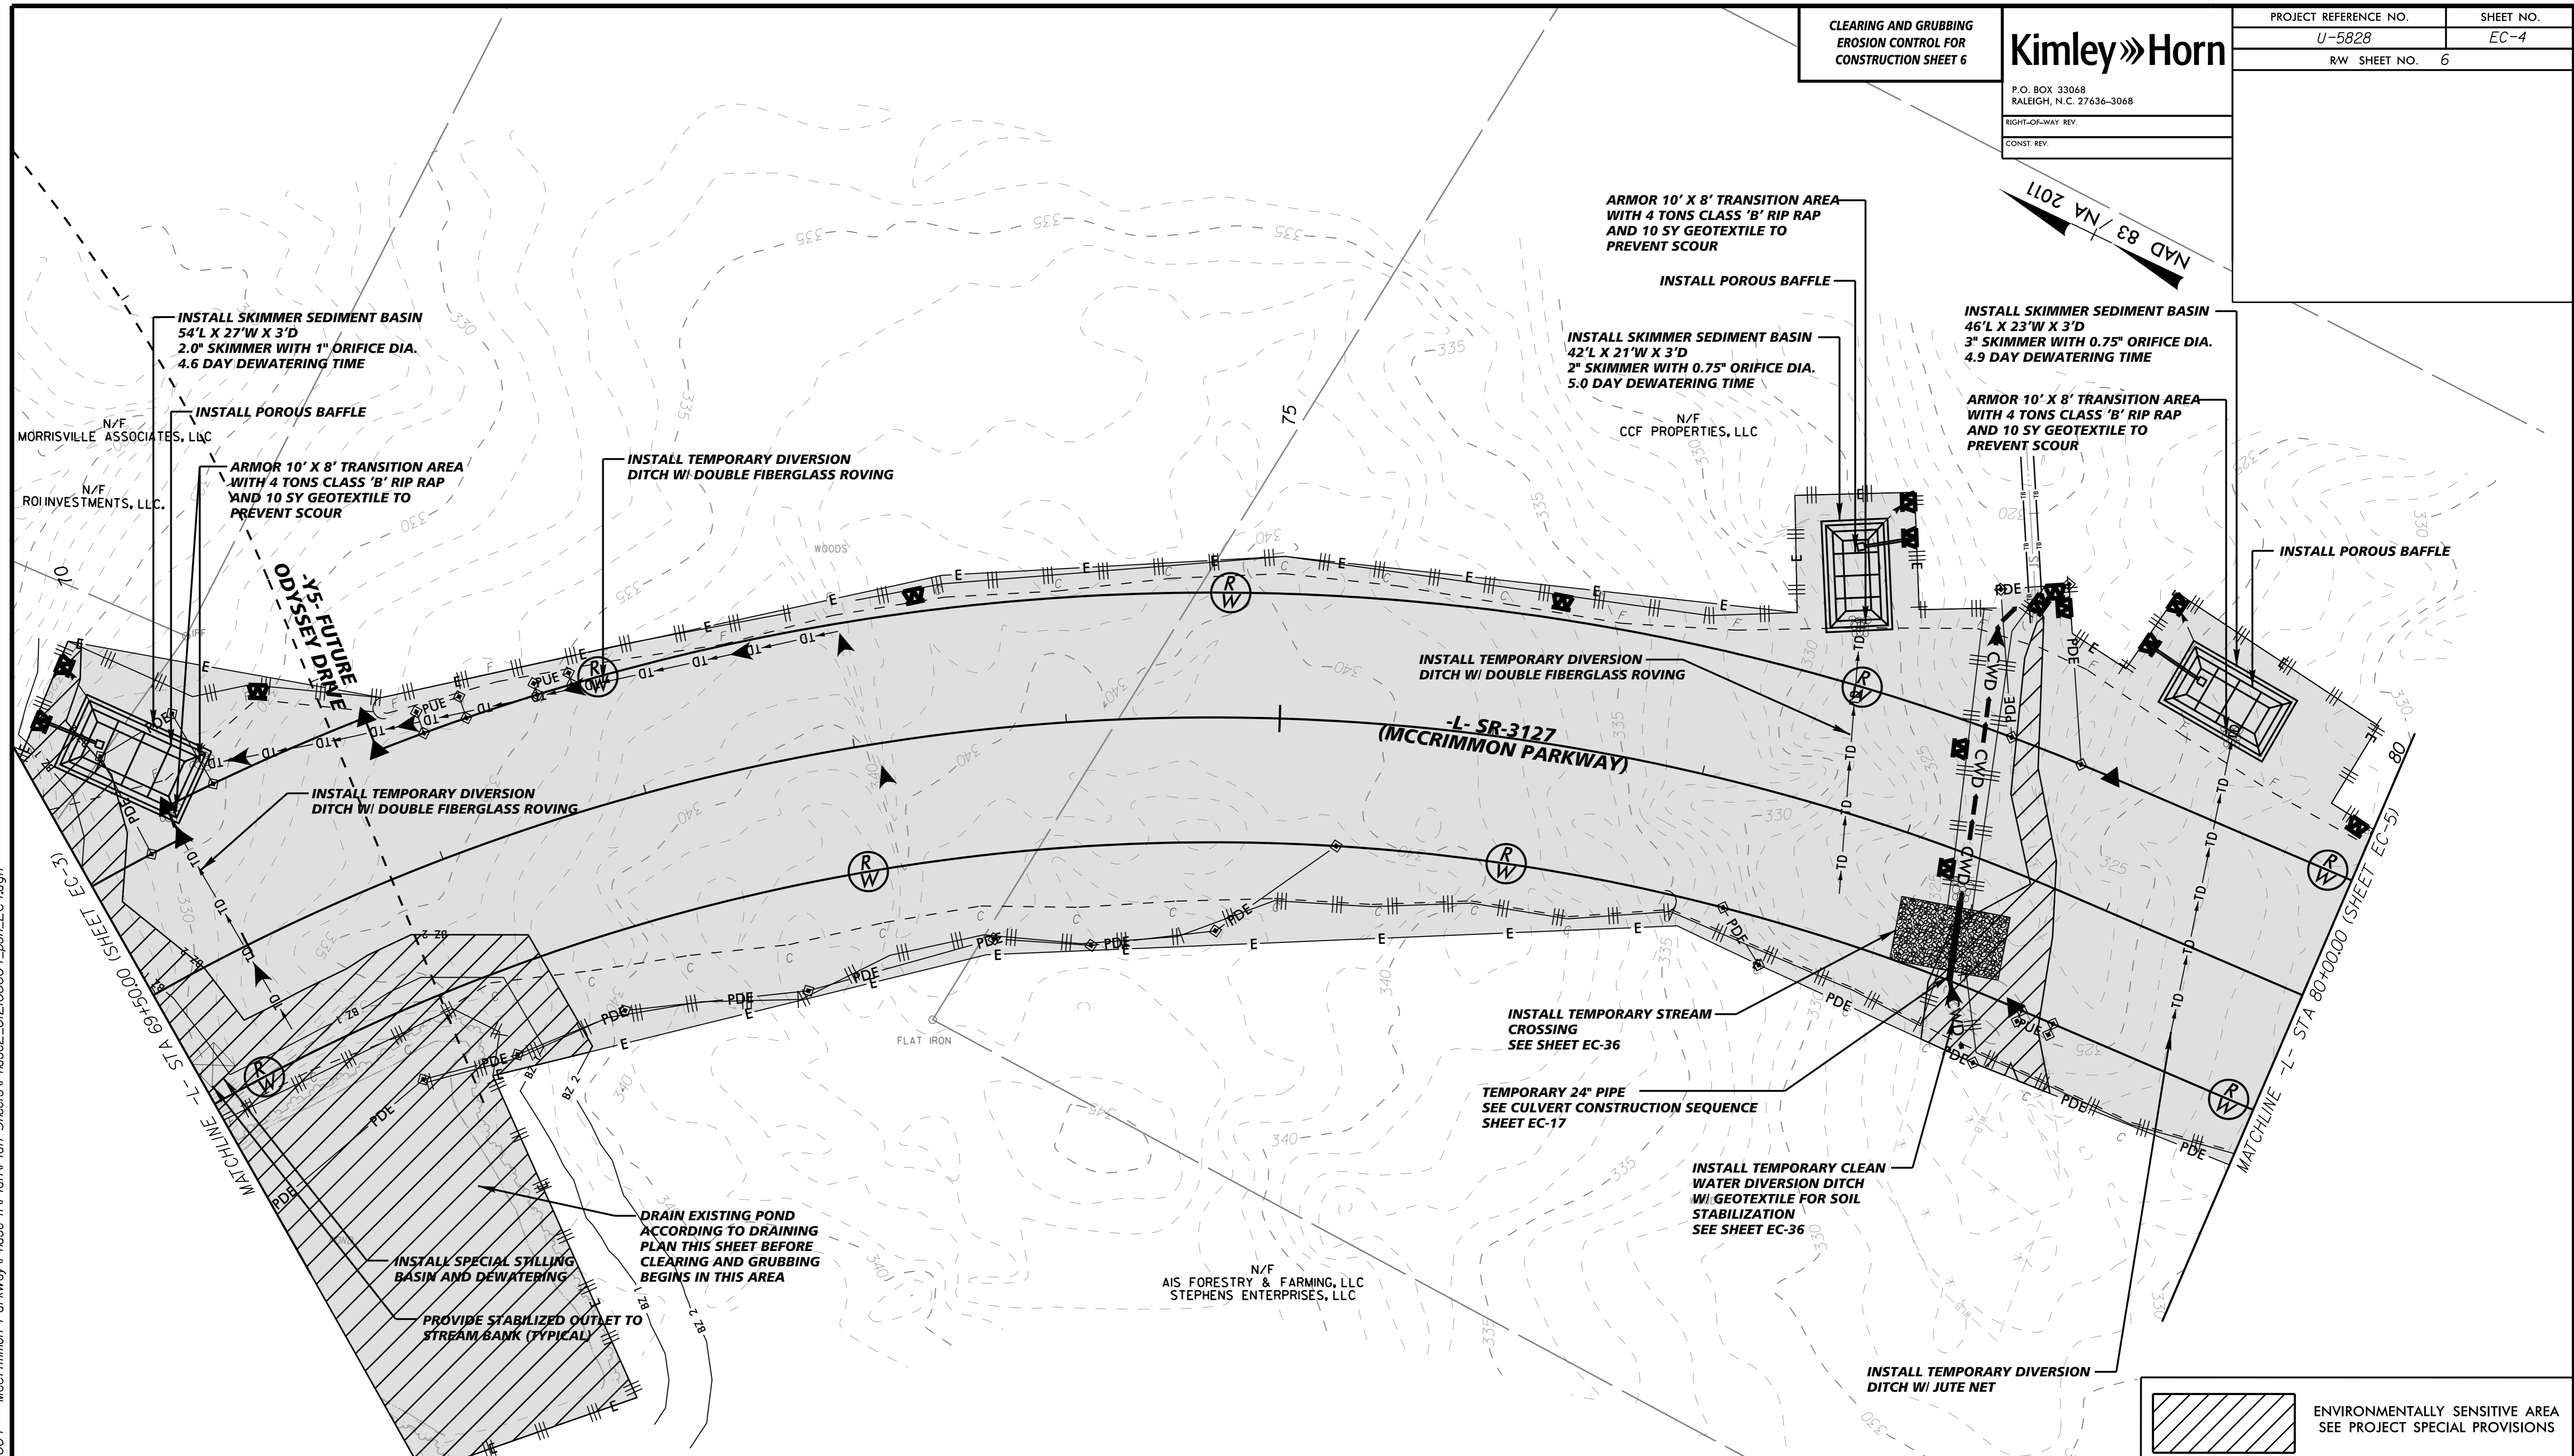 CLEARING AND GRUBBING
EROSION CONTROL FOR
CONSTRUCTION SHEET 6
Kimley»Horn
P.O. BOX 33068
RALEIGH, N.C. 27636-3068
RIGHT-OF-WAY REV.
CONST. REV.
PROJECT REFERENCE NO.
SHEET NO.
U-5828
EC-4
R/W SHEET NO. 6
NAD 83 / NA 2011
ARMOR 10' X 8' TRANSITION AREA
WITH 4 TONS CLASS 'B' RIP RAP
AND 10 SY GEOTEXTILE TO
PREVENT SCOUR
INSTALL POROUS BAFFLE
INSTALL SKIMMER SEDIMENT BASIN
42'L X 21'W X 3'D
2" SKIMMER WITH 0.75" ORIFICE DIA.
5.0 DAY DEWATERING TIME
N/F
CCF PROPERTIES, LLC
INSTALL SKIMMER SEDIMENT BASIN
46'L X 23'W X 3'D
3" SKIMMER WITH 0.75" ORIFICE DIA.
4.9 DAY DEWATERING TIME
ARMOR 10' X 8' TRANSITION AREA
WITH 4 TONS CLASS 'B' RIP RAP
AND 10 SY GEOTEXTILE TO
PREVENT SCOUR
INSTALL POROUS BAFFLE
INSTALL SKIMMER SEDIMENT BASIN
54'L X 27'W X 3'D
2.0" SKIMMER WITH 1" ORIFICE DIA.
4.6 DAY DEWATERING TIME
INSTALL POROUS BAFFLE
N/F
MORRISVILLE ASSOCIATES, LLC
N/F
ROI INVESTMENTS, LLC.
ARMOR 10' X 8' TRANSITION AREA
WITH 4 TONS CLASS 'B' RIP RAP
AND 10 SY GEOTEXTILE TO
PREVENT SCOUR
INSTALL TEMPORARY DIVERSION
DITCH W/ DOUBLE FIBERGLASS ROVING
70
75
80
WOODS
-Y5- FUTURE
ODYSSEY DRIVE
INSTALL TEMPORARY DIVERSION
DITCH W/ DOUBLE FIBERGLASS ROVING
INSTALL TEMPORARY DIVERSION
DITCH W/ DOUBLE FIBERGLASS ROVING
-L- SR-3127
(MCCRIMMON PARKWAY)
MATCHLINE -L- STA 69+50.00 (SHEET EC-3)
MATCHLINE -L- STA 80+00.00 (SHEET EC-5)
FLAT IRON
INSTALL TEMPORARY STREAM
CROSSING
SEE SHEET EC-36
TEMPORARY 24" PIPE
SEE CULVERT CONSTRUCTION SEQUENCE
SHEET EC-17
INSTALL TEMPORARY CLEAN
WATER DIVERSION DITCH
W/ GEOTEXTILE FOR SOIL
STABILIZATION
SEE SHEET EC-36
DRAIN EXISTING POND
ACCORDING TO DRAINING
PLAN THIS SHEET BEFORE
CLEARING AND GRUBBING
BEGINS IN THIS AREA
INSTALL SPECIAL STILLING
BASIN AND DEWATERING
PROVIDE STABILIZED OUTLET TO
STREAM BANK (TYPICAL)
N/F
AIS FORESTRY & FARMING, LLC
STEPHENS ENTERPRISES, LLC
INSTALL TEMPORARY DIVERSION
DITCH W/ JUTE NET
ENVIRONMENTALLY SENSITIVE AREA
SEE PROJECT SPECIAL PROVISIONS